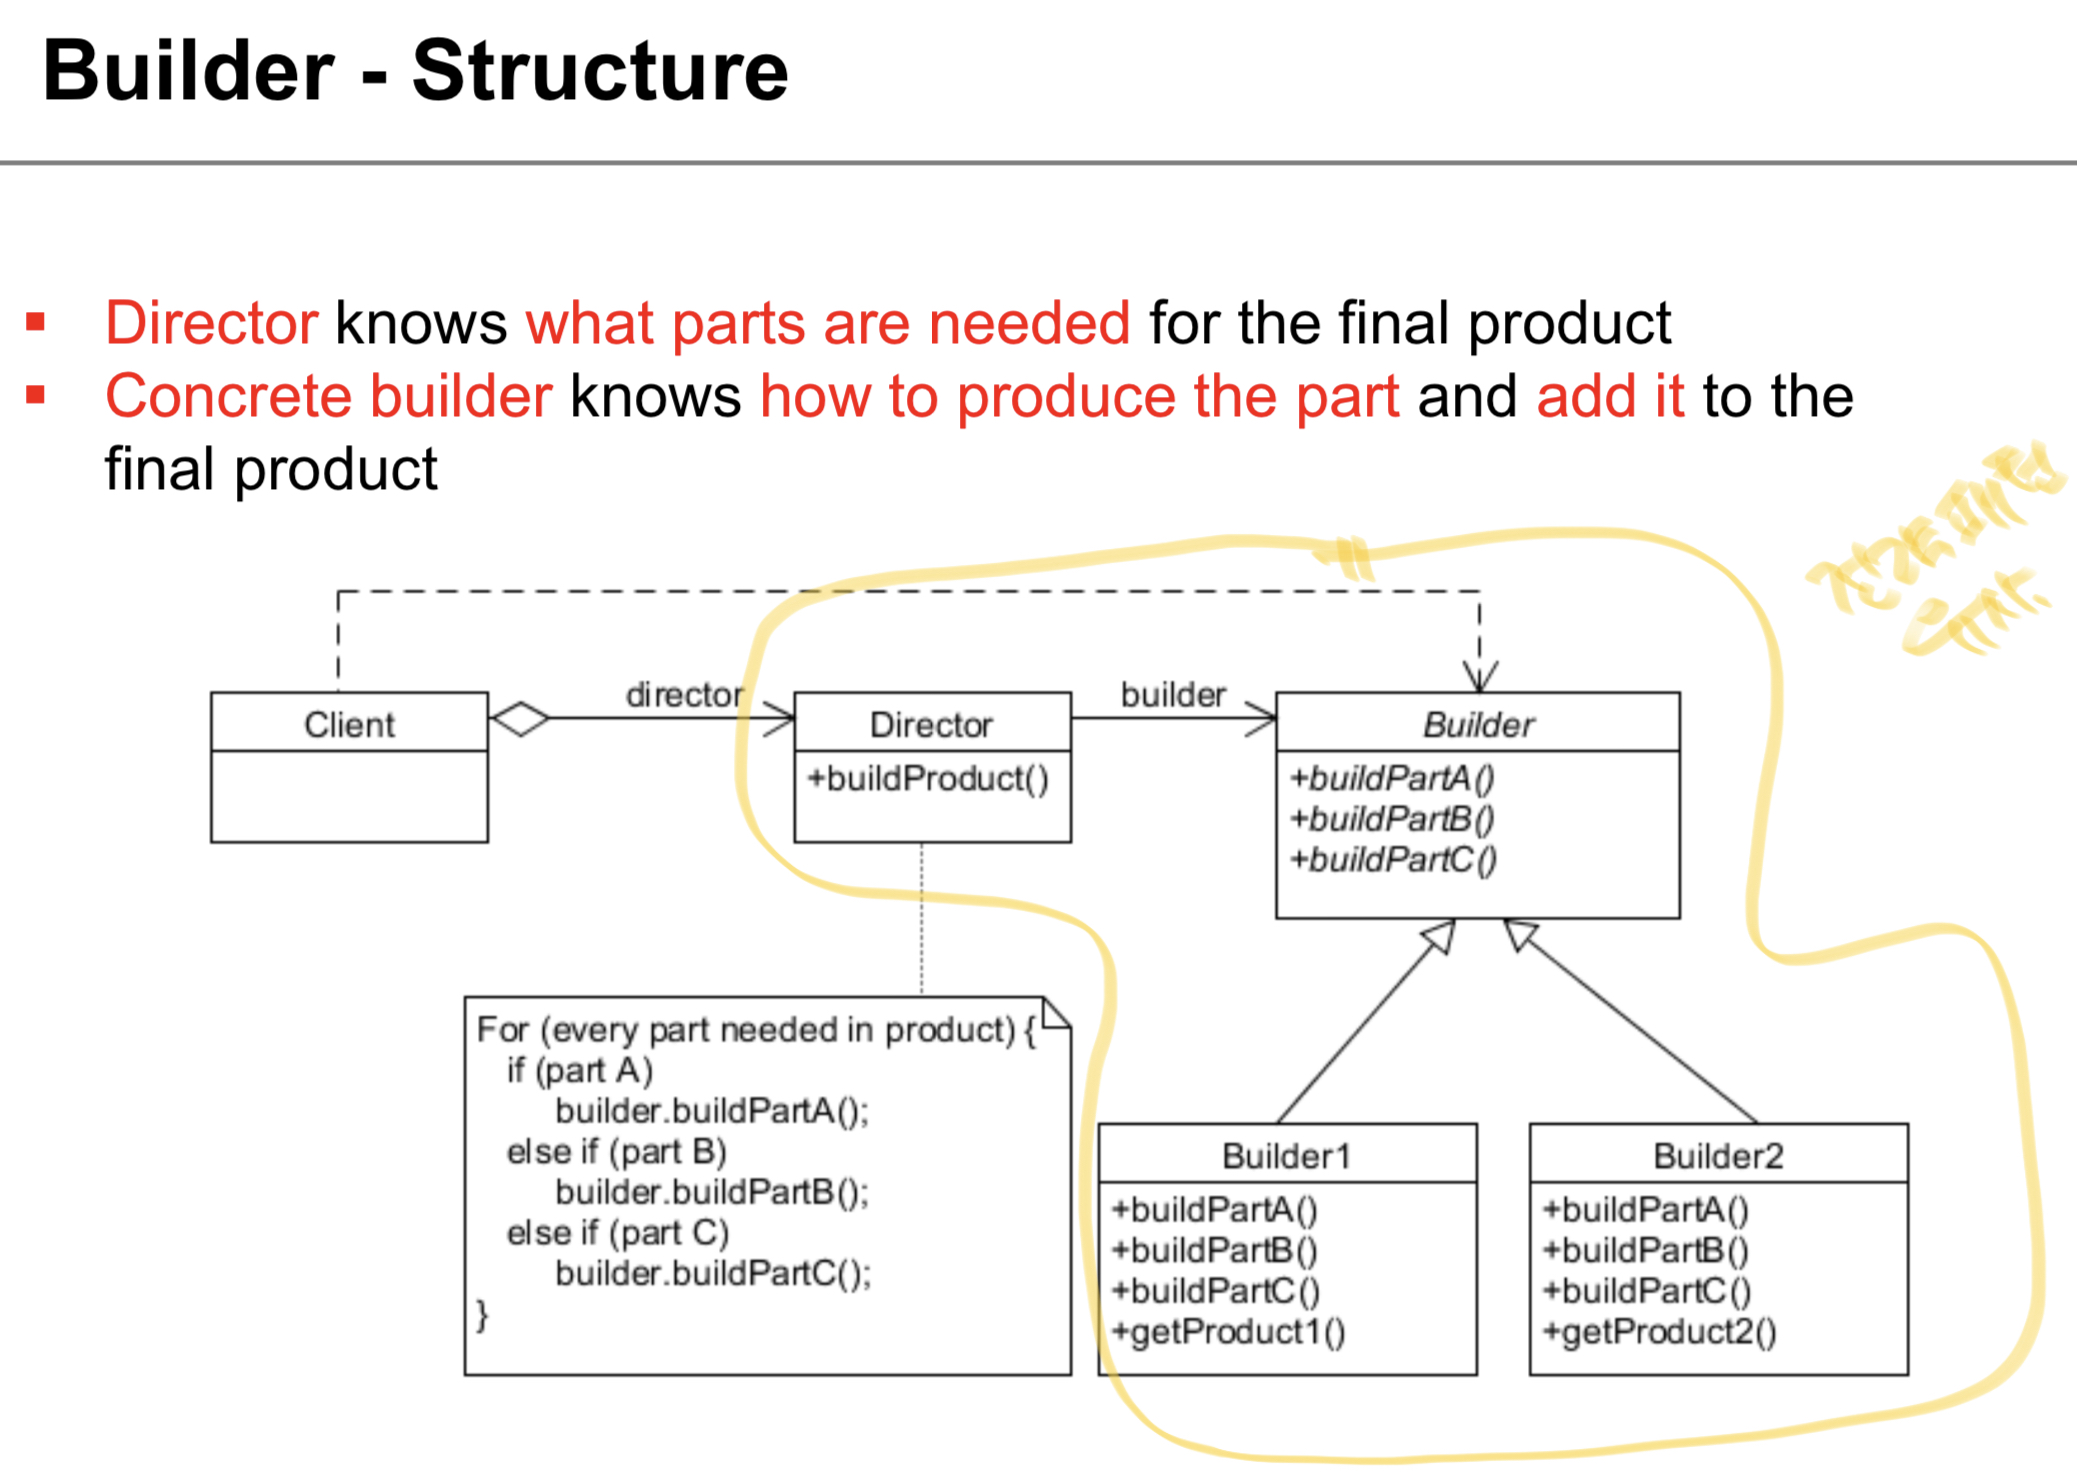 Builder - Structure
▪ Director knows what parts are needed for the final product
▪ Concrete builder knows how to produce the part and add it to the
final product
director
builder
Client
Director
+buildProduct()
Builder
+buildPartA()
+buildPartB()
+buildPartC()
For (every part needed in product) {
if (part A)
builder.buildPartA();
else if (part B)
builder.buildPartB();
else if (part C)
builder.buildPartC();
}
Builder1
+buildPartA()
+buildPartB()
+buildPartC()
+getProduct1()
Builder2
+buildPartA()
+buildPartB()
+buildPartC()
+getProduct2()